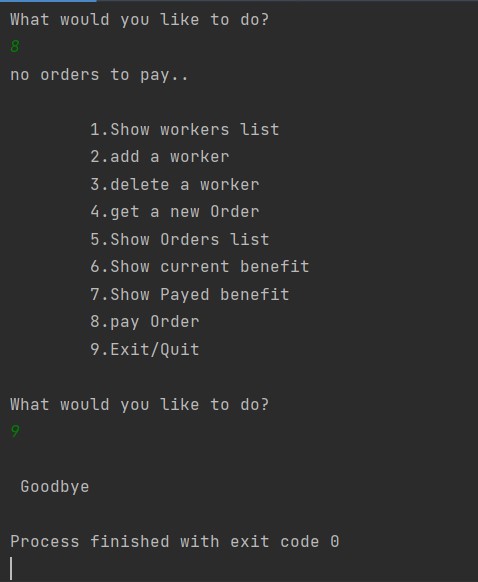 What would you like to do?
8
no orders to pay..
1.Show workers list
2.add a worker
3.delete a worker
4.get a new Order
5.Show Orders list
6.Show current benefit
7.Show Payed benefit
8.pay Order
9.Exit/Quit
What would you like to do?
9
Goodbye
Process finished with exit code 0